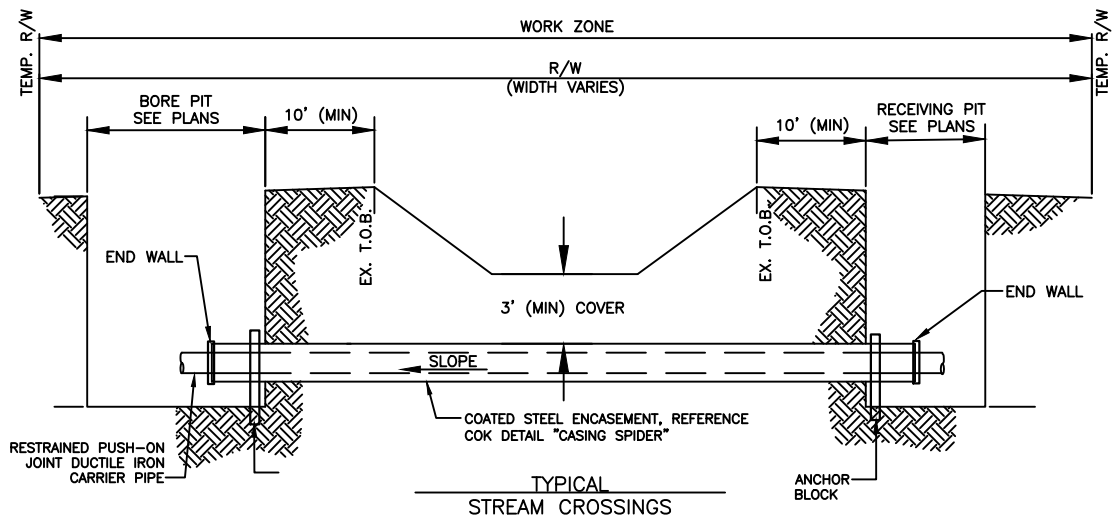 TEMP. R/W
WORK ZONE
TEMP. R/W
R/W
(WIDTH VARIES)
BORE PIT
SEE PLANS
10' (MIN)
10' (MIN)
RECEIVING PIT
SEE PLANS
EX. T.O.B.
EX. T.O.B.
END WALL
END WALL
3' (MIN) COVER
SLOPE
COATED STEEL ENCASEMENT, REFERENCE
COK DETAIL "CASING SPIDER"
RESTRAINED PUSH-ON
JOINT DUCTILE IRON
CARRIER PIPE
ANCHOR
BLOCK
TYPICAL
STREAM CROSSINGS